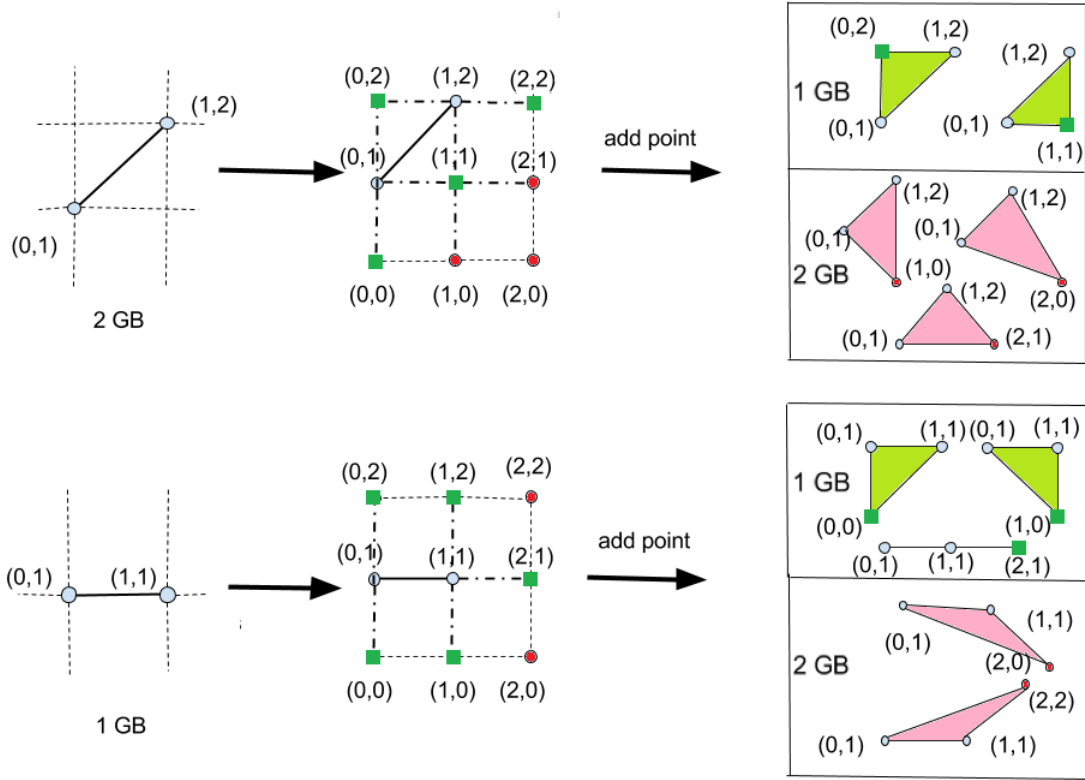 (0,2) (1,2)
(1,2)
1 GB
(0,1) (0,1)
(1,1)
(1,2)
(0,1)
2 GB
(0,2) (1,2) (2,2)
(0,1) (1,1) (2,1)
(0,0) (1,0) (2,0)
add point
(1,2) (1,2)
(0,1) (0,1)
2 GB
(1,0)
(1,2) (2,0)
(0,1) (2,1)
(0,1) (1,1)
1 GB
(0,2) (1,2) (2,2)
(0,1) (1,1) (2,1)
(0,0) (1,0) (2,0)
add point
(0,1) (1,1) (0,1) (1,1)
1 GB
(0,0) (1,0)
(0,1) (1,1) (2,1)
(1,1)
(0,1)
2 GB
(2,0)
(2,2)
(0,1) (1,1)